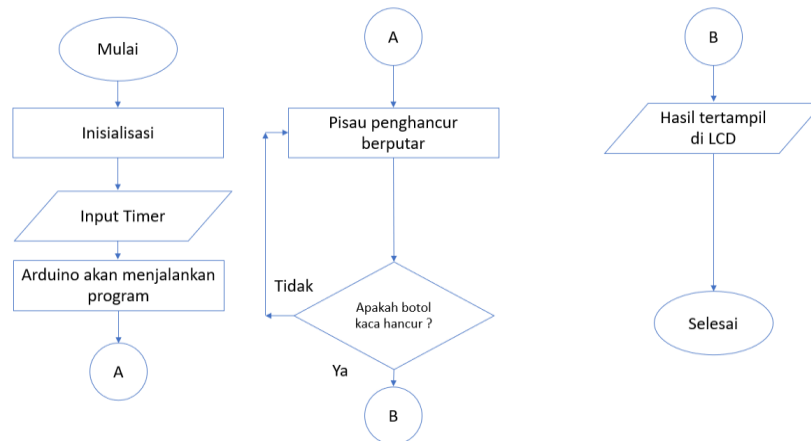 Mulai
Inisialisasi
Input Timer
Arduino akan menjalankan
program
A
A
Pisau penghancur
berputar
Tidak
Apakah botol
kaca hancur ?
Ya
B
B
Hasil tertampil
di LCD
Selesai